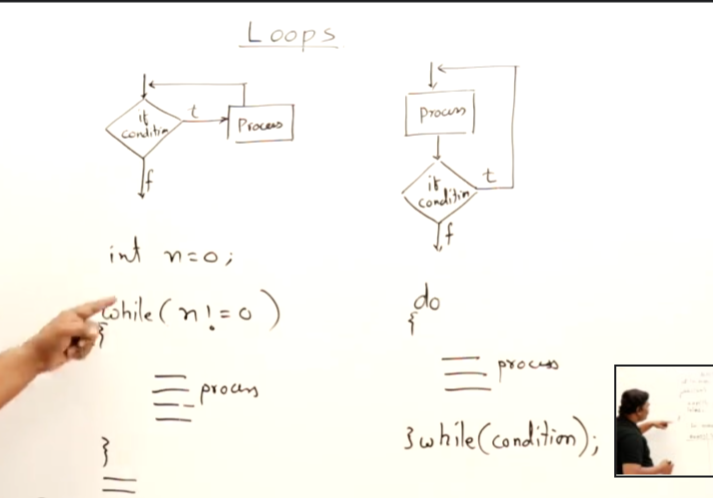 Loops
if
condition
t
Process
f
Process
if
condition
t
f
int n=0;
while(n!=0)
{
process
}
do
{
process
}while(condition);